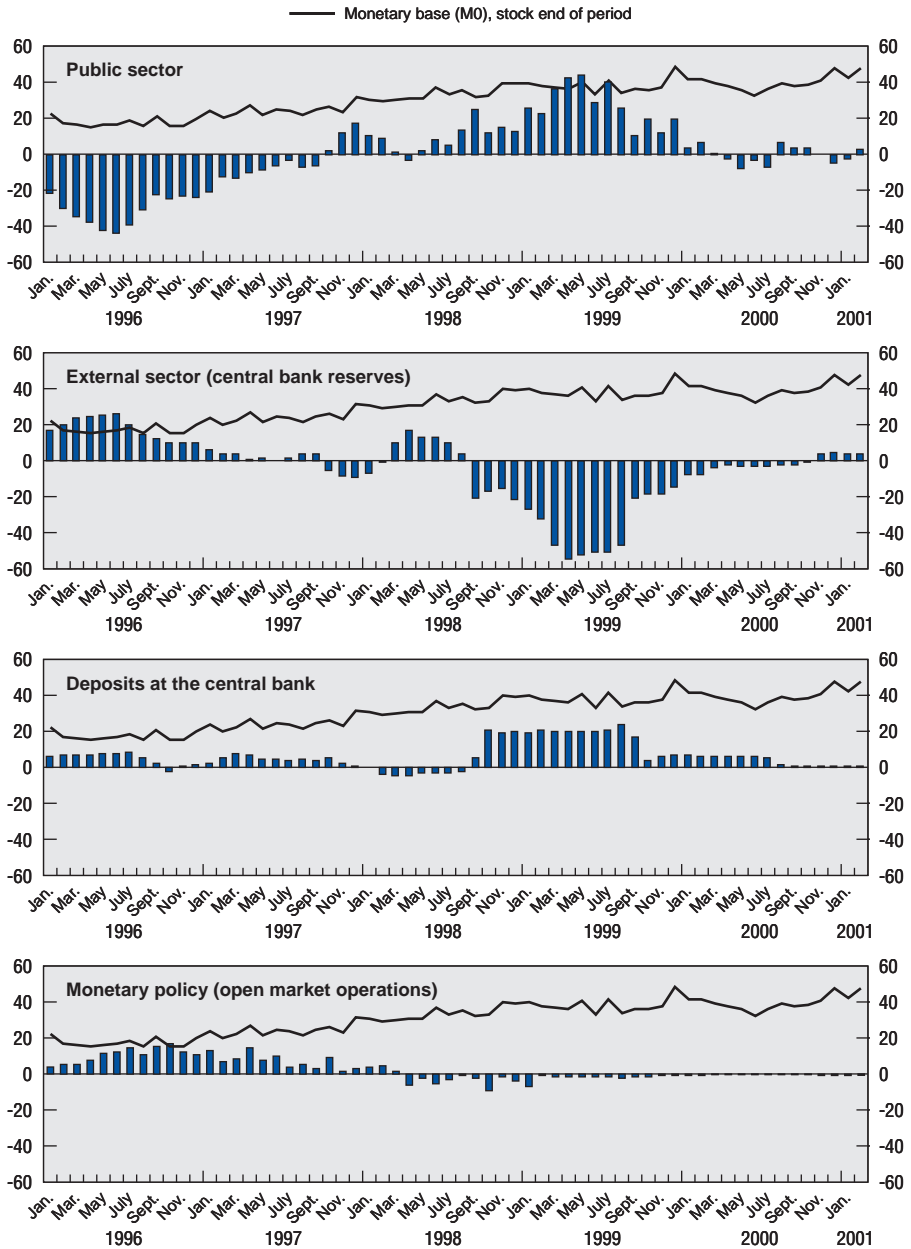 Monetary base (M0), stock end of period
60 60
Public sector
40 40
20 20
0 0
-20 -20
-40 -40
-60 -60
Jan. Mar. May July Sept. Nov. Jan. Mar. May July Sept. Nov. Jan. Mar. May July Sept. Nov. Jan. Mar. May July Sept. Nov. Jan. Mar. May July Sept. Nov. Jan.
1996 1997 1998 1999 2000 2001
60 60
External sector (central bank reserves)
40 40
20 20
0 0
-20 -20
-40 -40
-60 -60
Jan. Mar. May July Sept. Nov. Jan. Mar. May July Sept. Nov. Jan. Mar. May July Sept. Nov. Jan. Mar. May July Sept. Nov. Jan. Mar. May July Sept. Nov. Jan.
1996 1997 1998 1999 2000 2001
60 60
Deposits at the central bank
40 40
20 20
0 0
-20 -20
-40 -40
-60 -60
Jan. Mar. May July Sept. Nov. Jan. Mar. May July Sept. Nov. Jan. Mar. May July Sept. Nov. Jan. Mar. May July Sept. Nov. Jan. Mar. May July Sept. Nov. Jan.
1996 1997 1998 1999 2000 2001
60 60
Monetary policy (open market operations)
40 40
20 20
0 0
-20 -20
-40 -40
-60 -60
Jan. Mar. May July Sept. Nov. Jan. Mar. May July Sept. Nov. Jan. Mar. May July Sept. Nov. Jan. Mar. May July Sept. Nov. Jan. Mar. May July Sept. Nov. Jan.
1996 1997 1998 1999 2000 2001